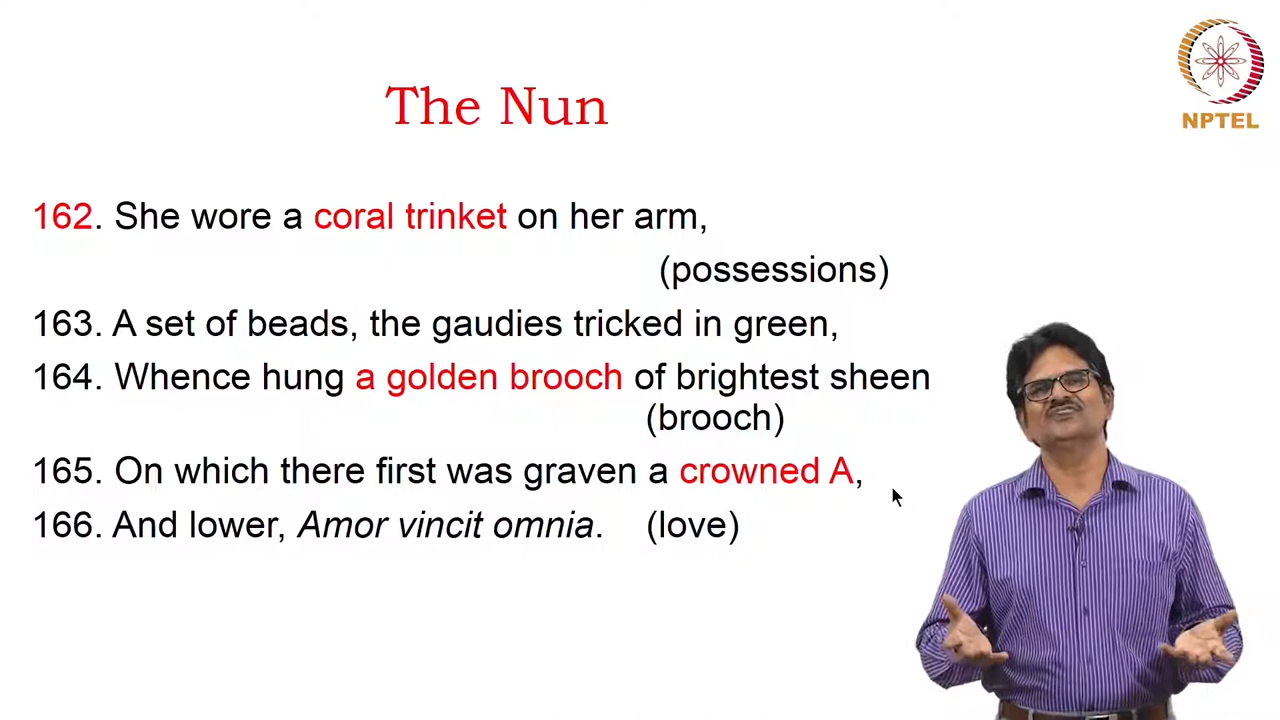 The Nun
NPTEL
162. She wore a coral trinket on her arm,
(possessions)
163. A set of beads, the gaudies tricked in green,
164. Whence hung a golden brooch of brightest sheen
(brooch)
165. On which there first was graven a crowned A,
166. And lower, Amor vincit omnia. (love)